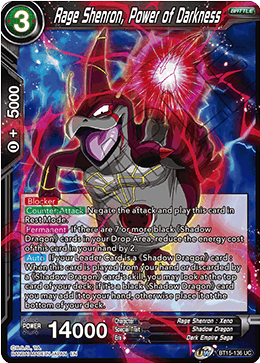 3
Rage Shenron, Power of Darkness
BATTLE
+ 5000
Blocker
Counter:Attack Negate the attack and play this card in
Rest Mode.
Permanent If there are 7 or more black 《Shadow
Dragon》 cards in your Drop Area, reduce the energy cost
of this card in your hand by 2.
Auto If your Leader Card is a 《Shadow Dragon》 card :
When this card is played from your hand or discarded by
a 《Shadow Dragon》 card's skill, you may look at the top
card of your deck; If it's a black 《Shadow Dragon》 card
you may add it to your hand, otherwise place it at the
bottom of the deck.
POWER 14000
Character Rage Shenron : Xeno
Special Trait Shadow Dragon
Era Dark Empire Saga
BT15-136 UC